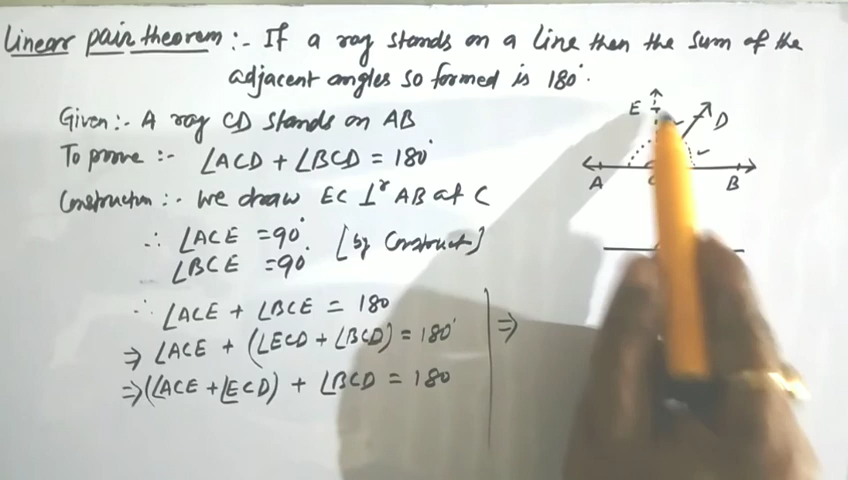 Linear pair theorem :- If a ray stands on a line then the sum of the
adjacent angles so formed is 180°.
Given :- A ray CD stands on AB
To prove :- ∠ACD + ∠BCD = 180°
Construction :- we draw EC ⊥r AB at C
∴ ∠ACE = 90° [by Construct]
∠BCE = 90°
∴ ∠ACE + ∠BCE = 180
⇒ ∠ACE + (∠ECD + ∠BCD) = 180°
⇒ (∠ACE + ∠ECD) + ∠BCD = 180
⇒
E
D
A
B